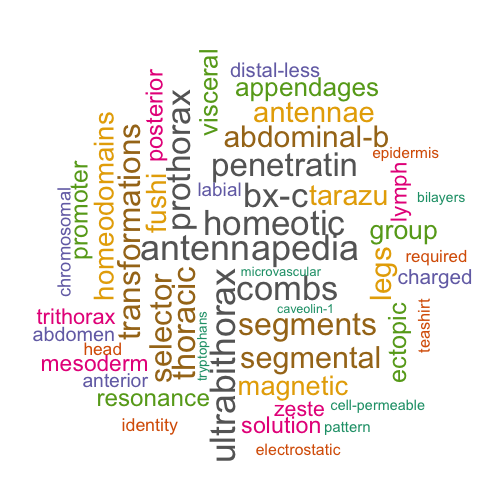 distal-less
appendages
visceral
posterior
antennae
abdominal-b
epidermis
penetratin
prothorax
labial
bx-c
tarazu
lymph
bilayers
homeodomains
transformations
fushi
promoter
chromosomal
homeotic
group
antennapedia
legs
required
charged
microvascular
combs
caveolin-1
thoracic
selector
ultrabithorax
tryptophans
segments
segmental
ectopic
teashirt
trithorax
abdomen
head
mesoderm
anterior
resonance
magnetic
zeste
cell-permeable
identity
solution
pattern
electrostatic